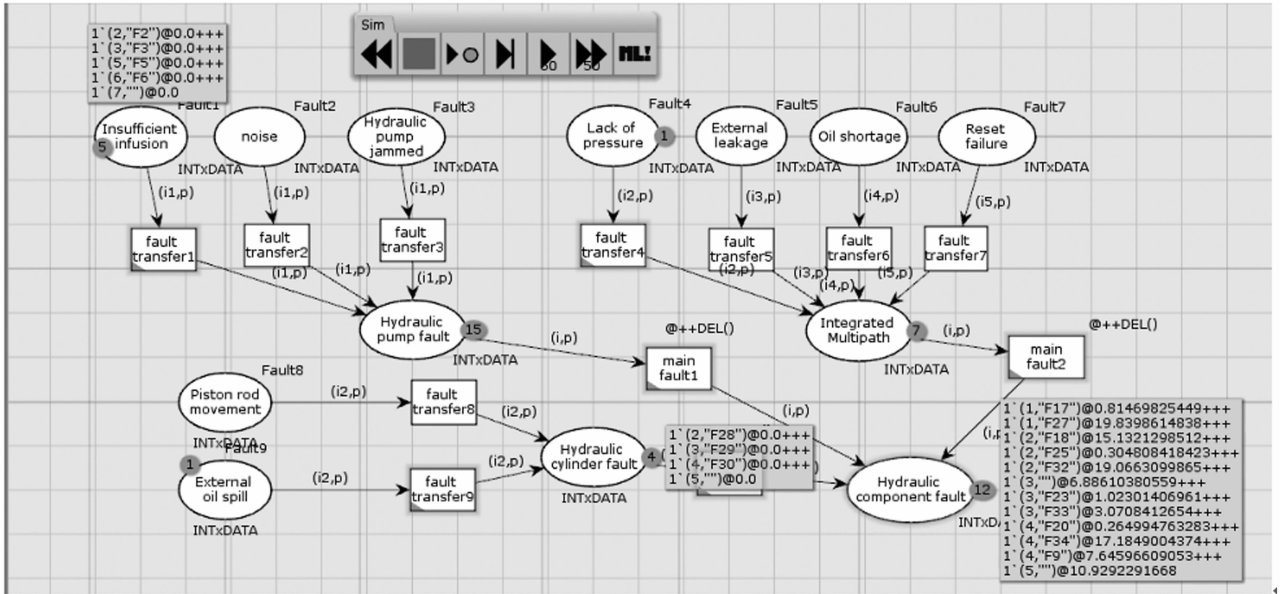 Sim
1`(2,"F2")@0.0+++
1`(3,"F3")@0.0+++
1`(5,"F5")@0.0+++
1`(6,"F6")@0.0+++
1`(7,"")@0.0
50
50
ML!
Fault1
Fault2
Fault3
Fault4
Fault5
Fault6
Fault7
Insufficient
infusion
5
noise
Hydraulic
pump
jammed
Lack of
pressure
1
External
leakage
Oil shortage
Reset
failure
INTxDATA
INTxDATA
INTxDATA
INTxDATA
INTxDATA
INTxDATA
INTxDATA
(i1,p)
(i1,p)
(i1,p)
(i2,p)
(i3,p)
(i4,p)
(i5,p)
fault
transfer1
fault
transfer2
fault
transfer3
fault
transfer4
fault
transfer5
fault
transfer6
fault
transfer7
(i1,p)
(i1,p)
(i1,p)
(i2,p)
(i3,p)
(i4,p)
(i5,p)
Hydraulic
pump fault
15
INTxDATA
(i,p)
@++DEL()
main
fault1
Integrated
Multipath
7
INTxDATA
(i,p)
@++DEL()
main
fault2
Fault8
Piston rod
movement
INTxDATA
(i2,p)
fault
transfer8
(i2,p)
Fault9
1
External
oil spill
INTxDATA
(i2,p)
fault
transfer9
(i2,p)
Hydraulic
cylinder fault
4
INTxDATA
1`(2,"F28")@0.0+++
1`(3,"F29")@0.0+++
1`(4,"F30")@0.0+++
1`(5,"")@0.0
(i,p)
Hydraulic
component fault
12
1`(1,"F17")@0.81469825449+++
1`(1,"F27")@19.8398614838+++
1`(2,"F18")@15.1321298512+++
1`(2,"F25")@0.304808418423+++
1`(2,"F32")@19.0663099865+++
1`(3,"")@6.88610380559+++
1`(3,"F23")@1.02301406961+++
1`(3,"F33")@3.0708412654+++
1`(4,"F20")@0.264994763283+++
1`(4,"F34")@17.1849004374+++
1`(4,"F9")@7.64596609053+++
1`(5,"")@10.9292291668